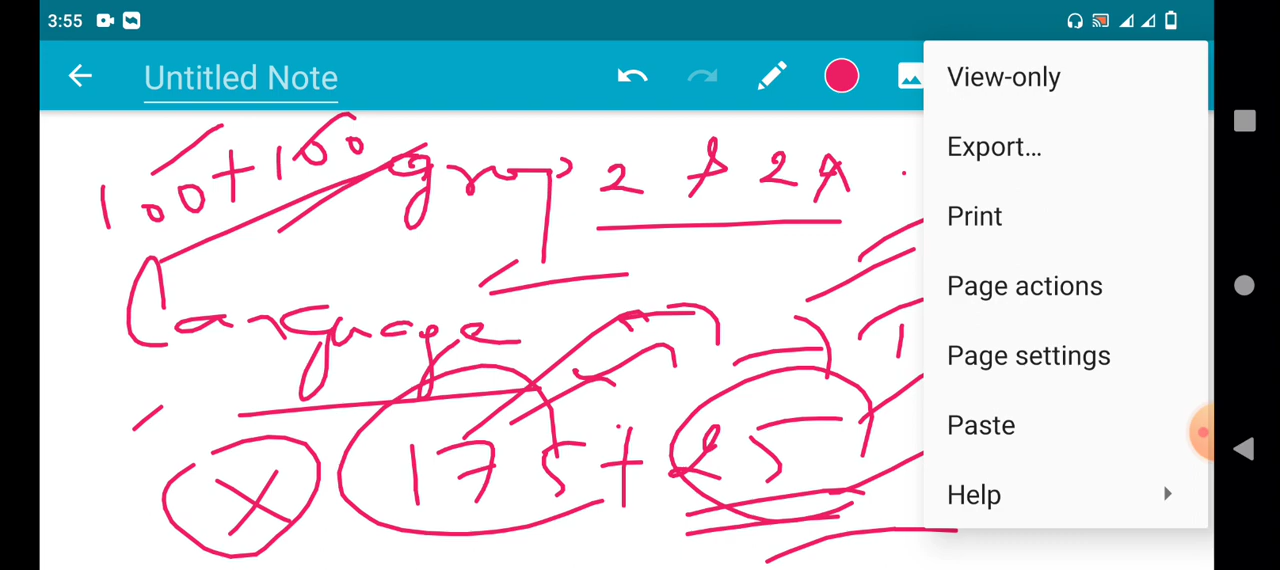 3:55
Untitled Note
View-only
Export...
Print
Page actions
Page settings
Paste
Help
100+100 group 2 & 2A
Language
X 175+25